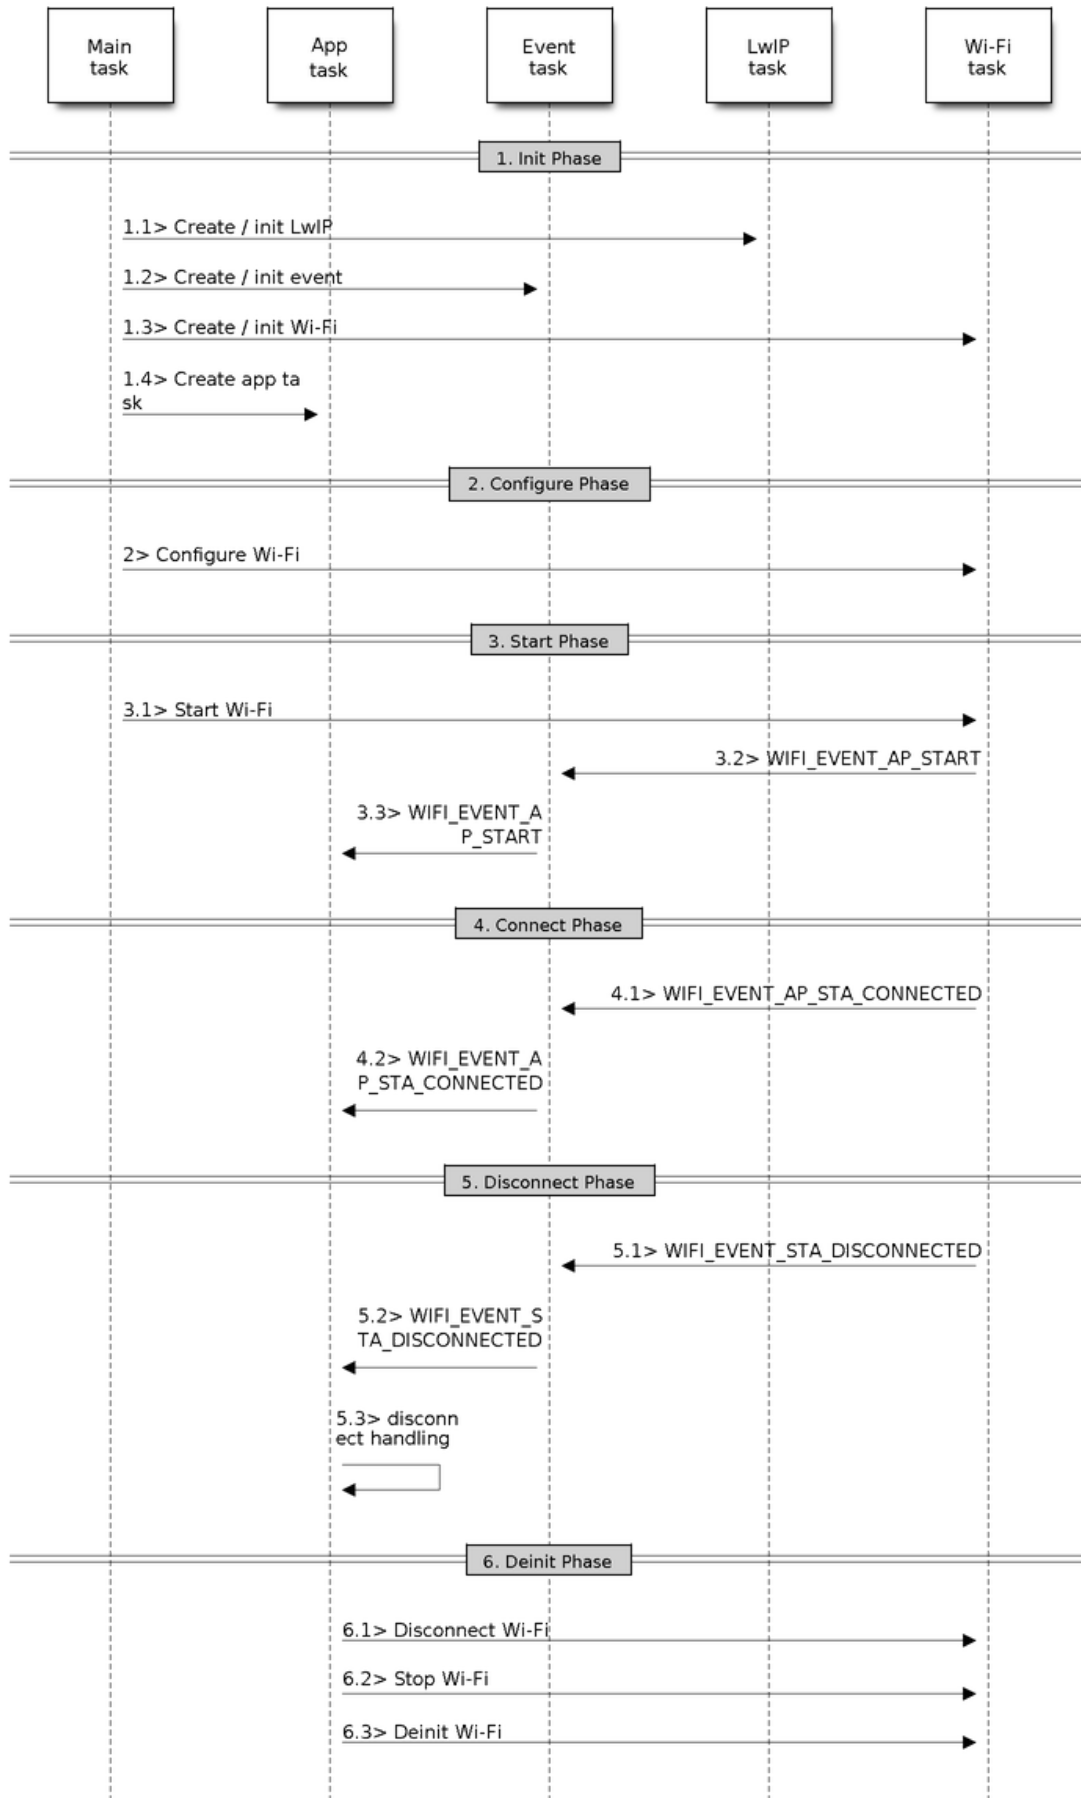 Main
task
App
task
Event
task
LwIP
task
Wi-Fi
task
1. Init Phase
1.1> Create / init LwIP
1.2> Create / init event
1.3> Create / init Wi-Fi
1.4> Create app ta
sk
2. Configure Phase
2> Configure Wi-Fi
3. Start Phase
3.1> Start Wi-Fi
3.2> WIFI_EVENT_AP_START
3.3> WIFI_EVENT_A
P_START
4. Connect Phase
4.1> WIFI_EVENT_AP_STA_CONNECTED
4.2> WIFI_EVENT_A
P_STA_CONNECTED
5. Disconnect Phase
5.1> WIFI_EVENT_STA_DISCONNECTED
5.2> WIFI_EVENT_S
TA_DISCONNECTED
5.3> disconn
ect handling
6. Deinit Phase
6.1> Disconnect Wi-Fi
6.2> Stop Wi-Fi
6.3> Deinit Wi-Fi